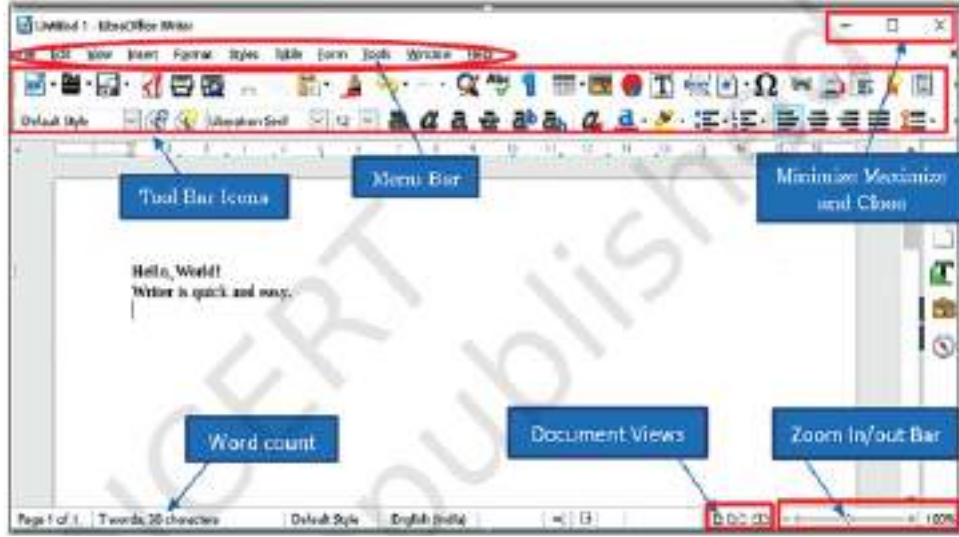 Untitled 1 - LibreOffice Writer
Edit View Insert Format Styles Table Form Tools Window Help
Default Style Liberation Serif 12
Tool Bar Icons
Menu Bar
Minimize Maximize
and Close
Hello, World!
Writer is quick and easy.
Word count
Document Views
Zoom In/out Bar
Page 1 of 1 7 words, 38 characters Default Style English (India) 100%
NCERT